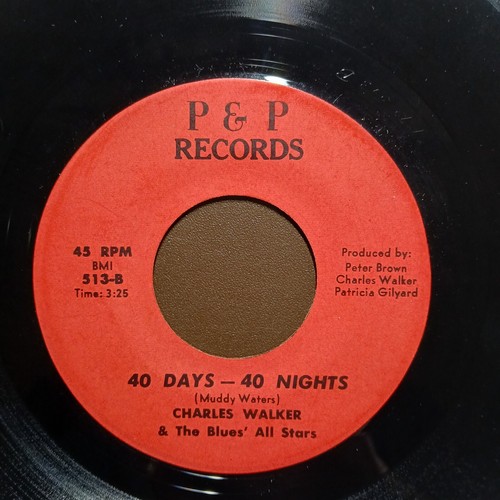 P & P
RECORDS
45 RPM
BMI
513-B
Time: 3:25
Produced by:
Peter Brown
Charles Walker
Patricia Gilyard
40 DAYS — 40 NIGHTS
(Muddy Waters)
CHARLES WALKER
& The Blues' All Stars